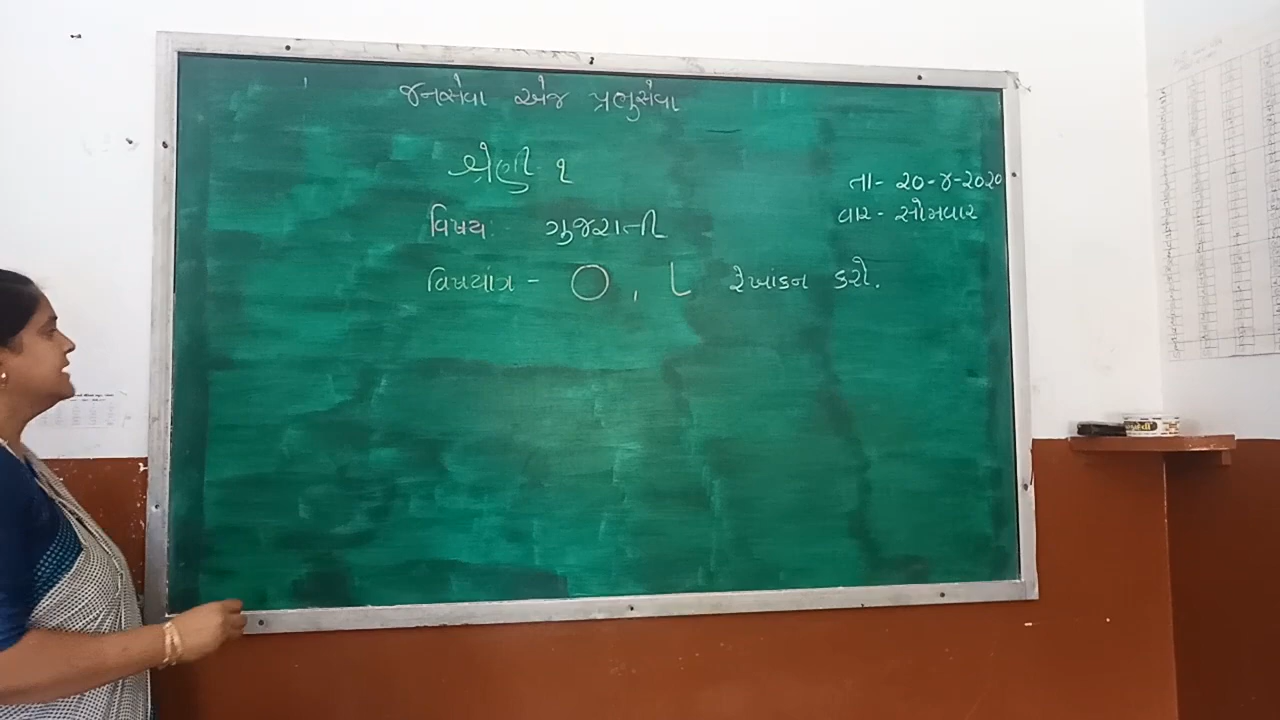 જનસેવા એજ પ્રભુસેવા
શ્રેણી - ૧
તા- ૨૦-૪-૨૦૨૦
વાર - સોમવાર
વિષય: ગુજરાતી
વિષયાંગ - O, L રેખાંકન કરો.